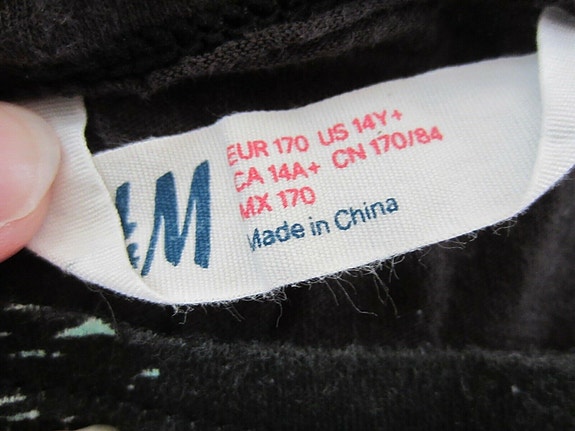 &M
EUR 170 US 14Y+
CA 14A+ CN 170/84
MX 170
Made in China